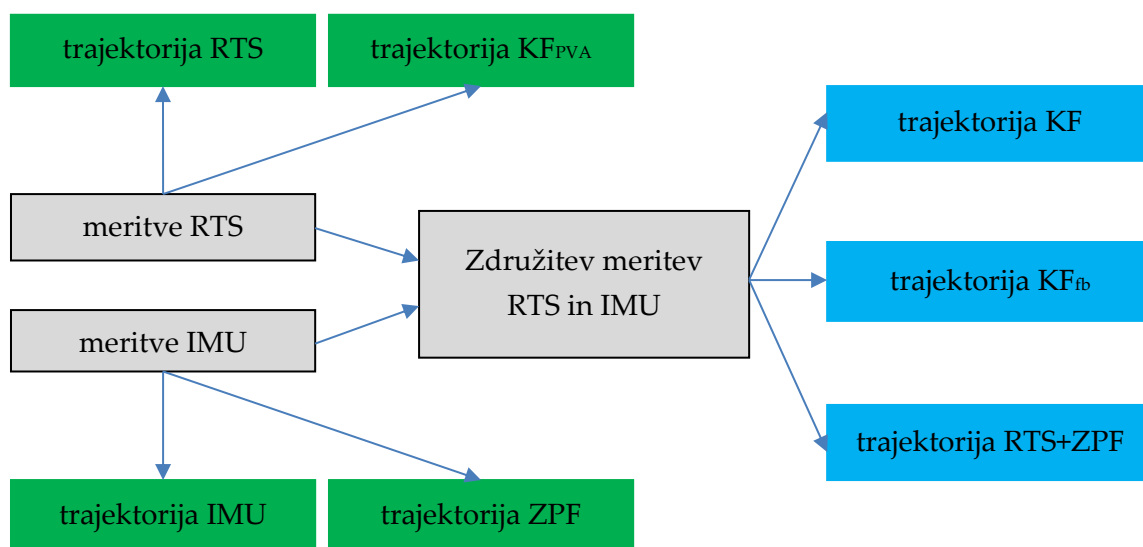 trajektorija RTS
trajektorija KFPVA
trajektorija KF
meritve RTS
Združitev meritev
RTS in IMU
trajektorija KFfb
meritve IMU
trajektorija RTS+ZPF
trajektorija IMU
trajektorija ZPF